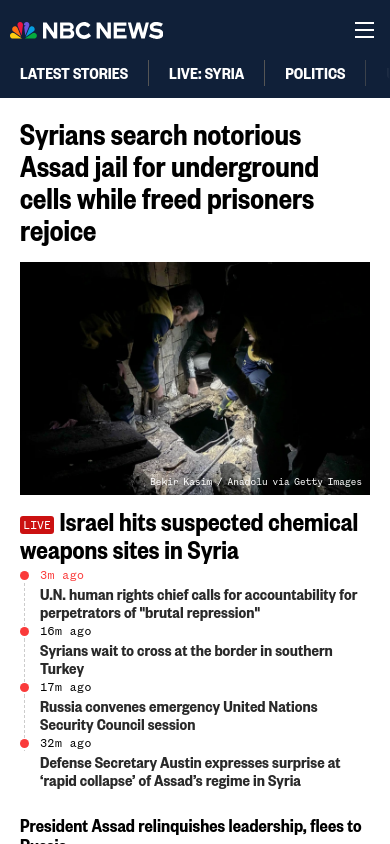 NBC NEWS
LATEST STORIES
LIVE: SYRIA
POLITICS
Syrians search notorious
Assad jail for underground
cells while freed prisoners
rejoice
Bekir Kasim / Anadolu via Getty Images
LIVE Israel hits suspected chemical
weapons sites in Syria
3m ago
U.N. human rights chief calls for accountability for
perpetrators of "brutal repression"
16m ago
Syrians wait to cross at the border in southern
Turkey
17m ago
Russia convenes emergency United Nations
Security Council session
32m ago
Defense Secretary Austin expresses surprise at
‘rapid collapse’ of Assad’s regime in Syria
President Assad relinquishes leadership, flees to
Russia